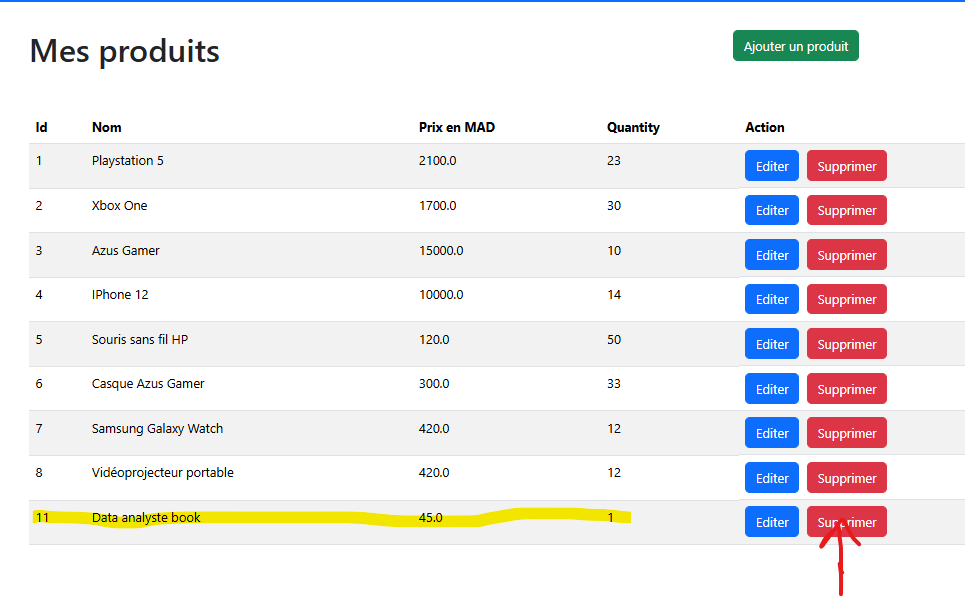 Mes produits
Ajouter un produit
Id Nom Prix en MAD Quantity Action
1 Playstation 5 2100.0 23 Editer Supprimer
2 Xbox One 1700.0 30 Editer Supprimer
3 Azus Gamer 15000.0 10 Editer Supprimer
4 IPhone 12 10000.0 14 Editer Supprimer
5 Souris sans fil HP 120.0 50 Editer Supprimer
6 Casque Azus Gamer 300.0 33 Editer Supprimer
7 Samsung Galaxy Watch 420.0 12 Editer Supprimer
8 Vidéoprojecteur portable 420.0 12 Editer Supprimer
11 Data analyste book 45.0 1 Editer Supprimer